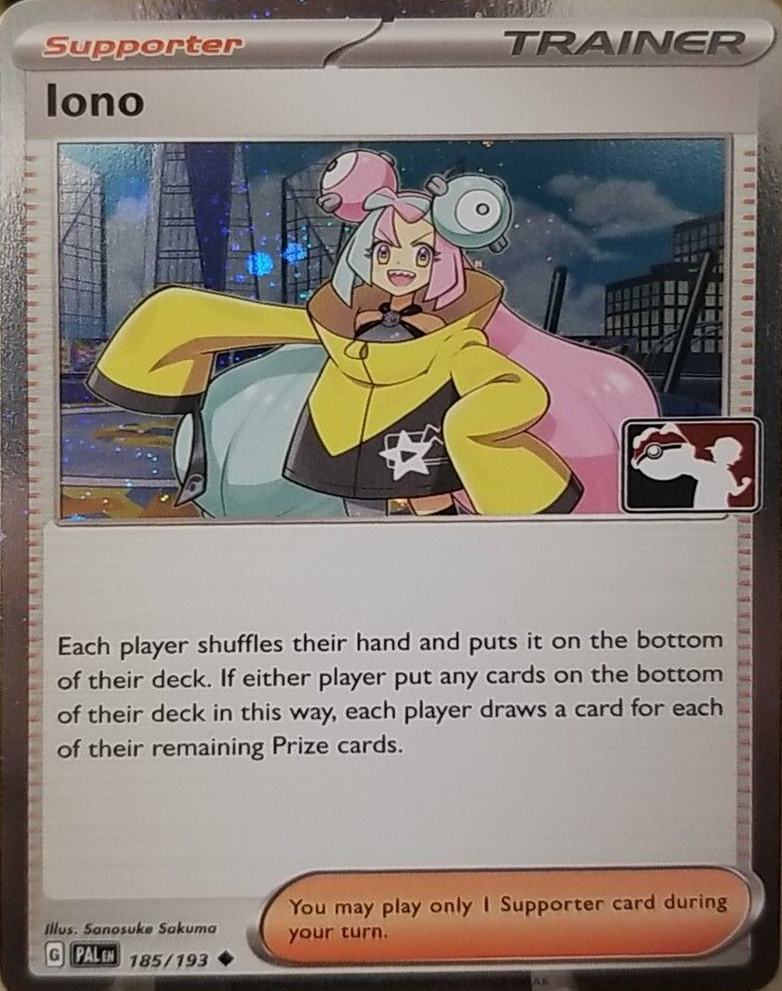 Supporter
TRAINER
Iono
Each player shuffles their hand and puts it on the bottom
of their deck. If either player put any cards on the bottom
of their deck in this way, each player draws a card for each
of their remaining Prize cards.
You may play only 1 Supporter card during
your turn.
Illus. Sanosuke Sakuma
G PAL EN 185/193